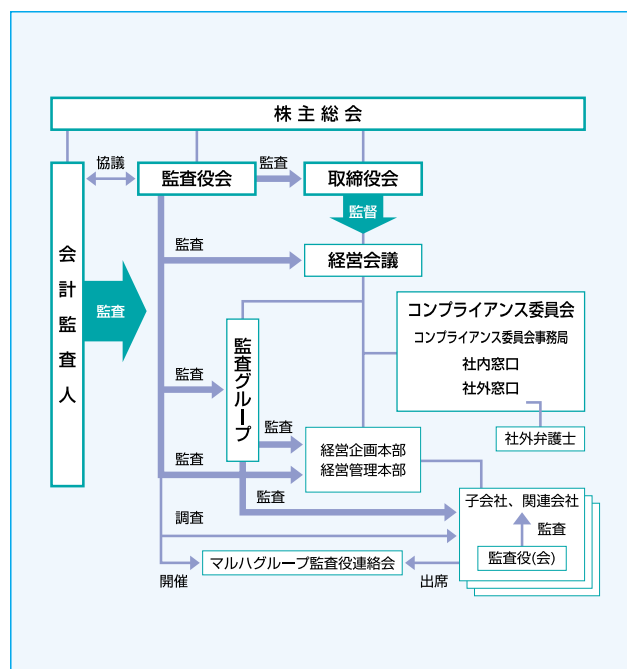 株主総会
協議
監査役会
監査
取締役会
監督
監査
経営会議
会計監査人
監査
コンプライアンス委員会
コンプライアンス委員会事務局
社内窓口
社外窓口
監査グループ
監査
監査
社外弁護士
監査
経営企画本部
経営管理本部
監査
子会社、関連会社
調査
監査
監査役(会)
マルハグループ監査役連絡会
開催
出席